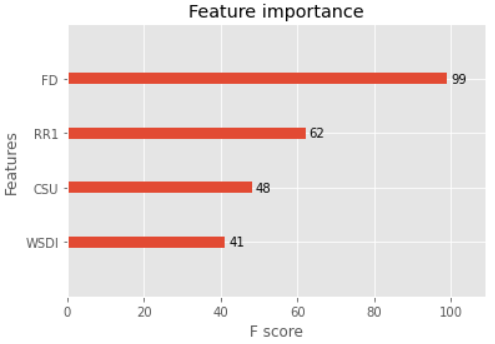 Feature importance
FD
99
RR1
62
CSU
48
WSDI
41
Features
0 20 40 60 80 100
F score